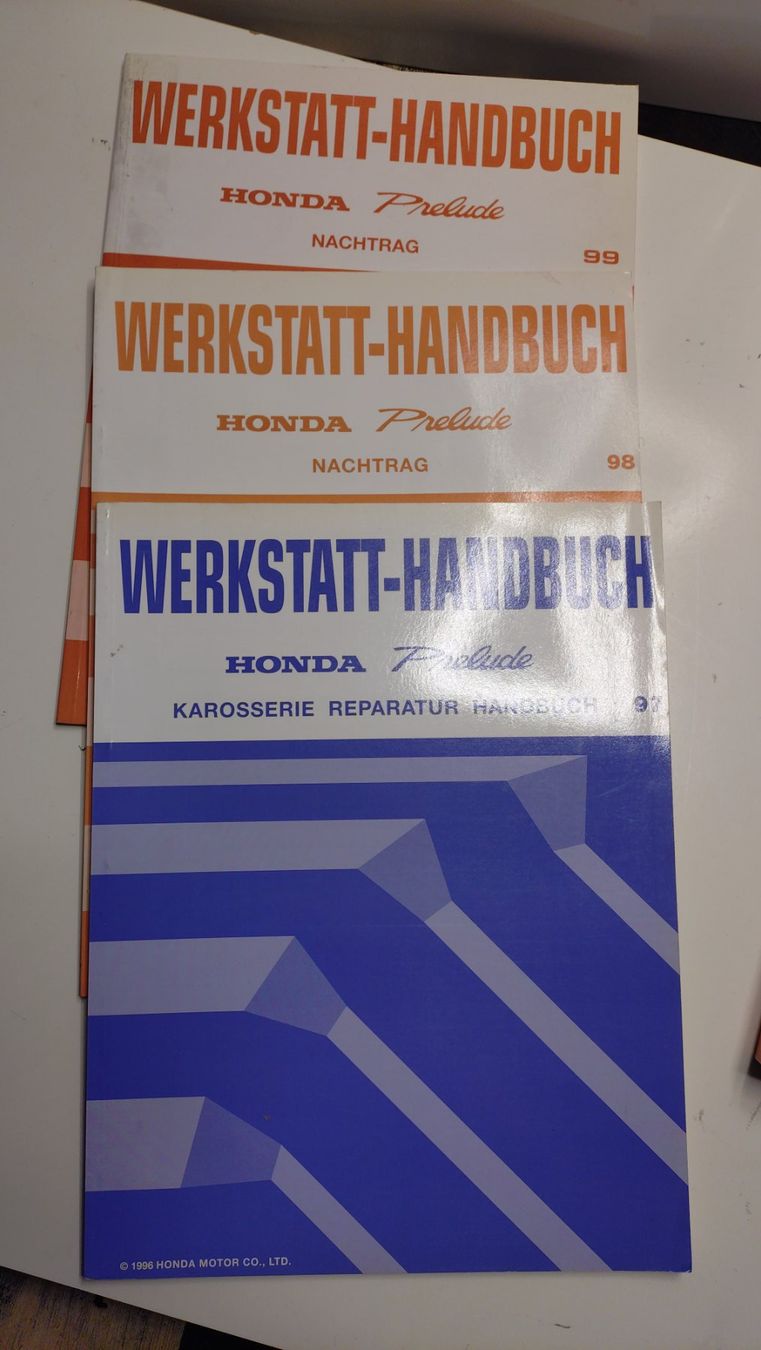 WERKSTATT-HANDBUCH
HONDA Prelude
NACHTRAG
99
WERKSTATT-HANDBUCH
HONDA Prelude
NACHTRAG
98
WERKSTATT-HANDBUCH
HONDA Prelude
KAROSSERIE REPARATUR HANDBUCH 97
© 1996 HONDA MOTOR CO., LTD.